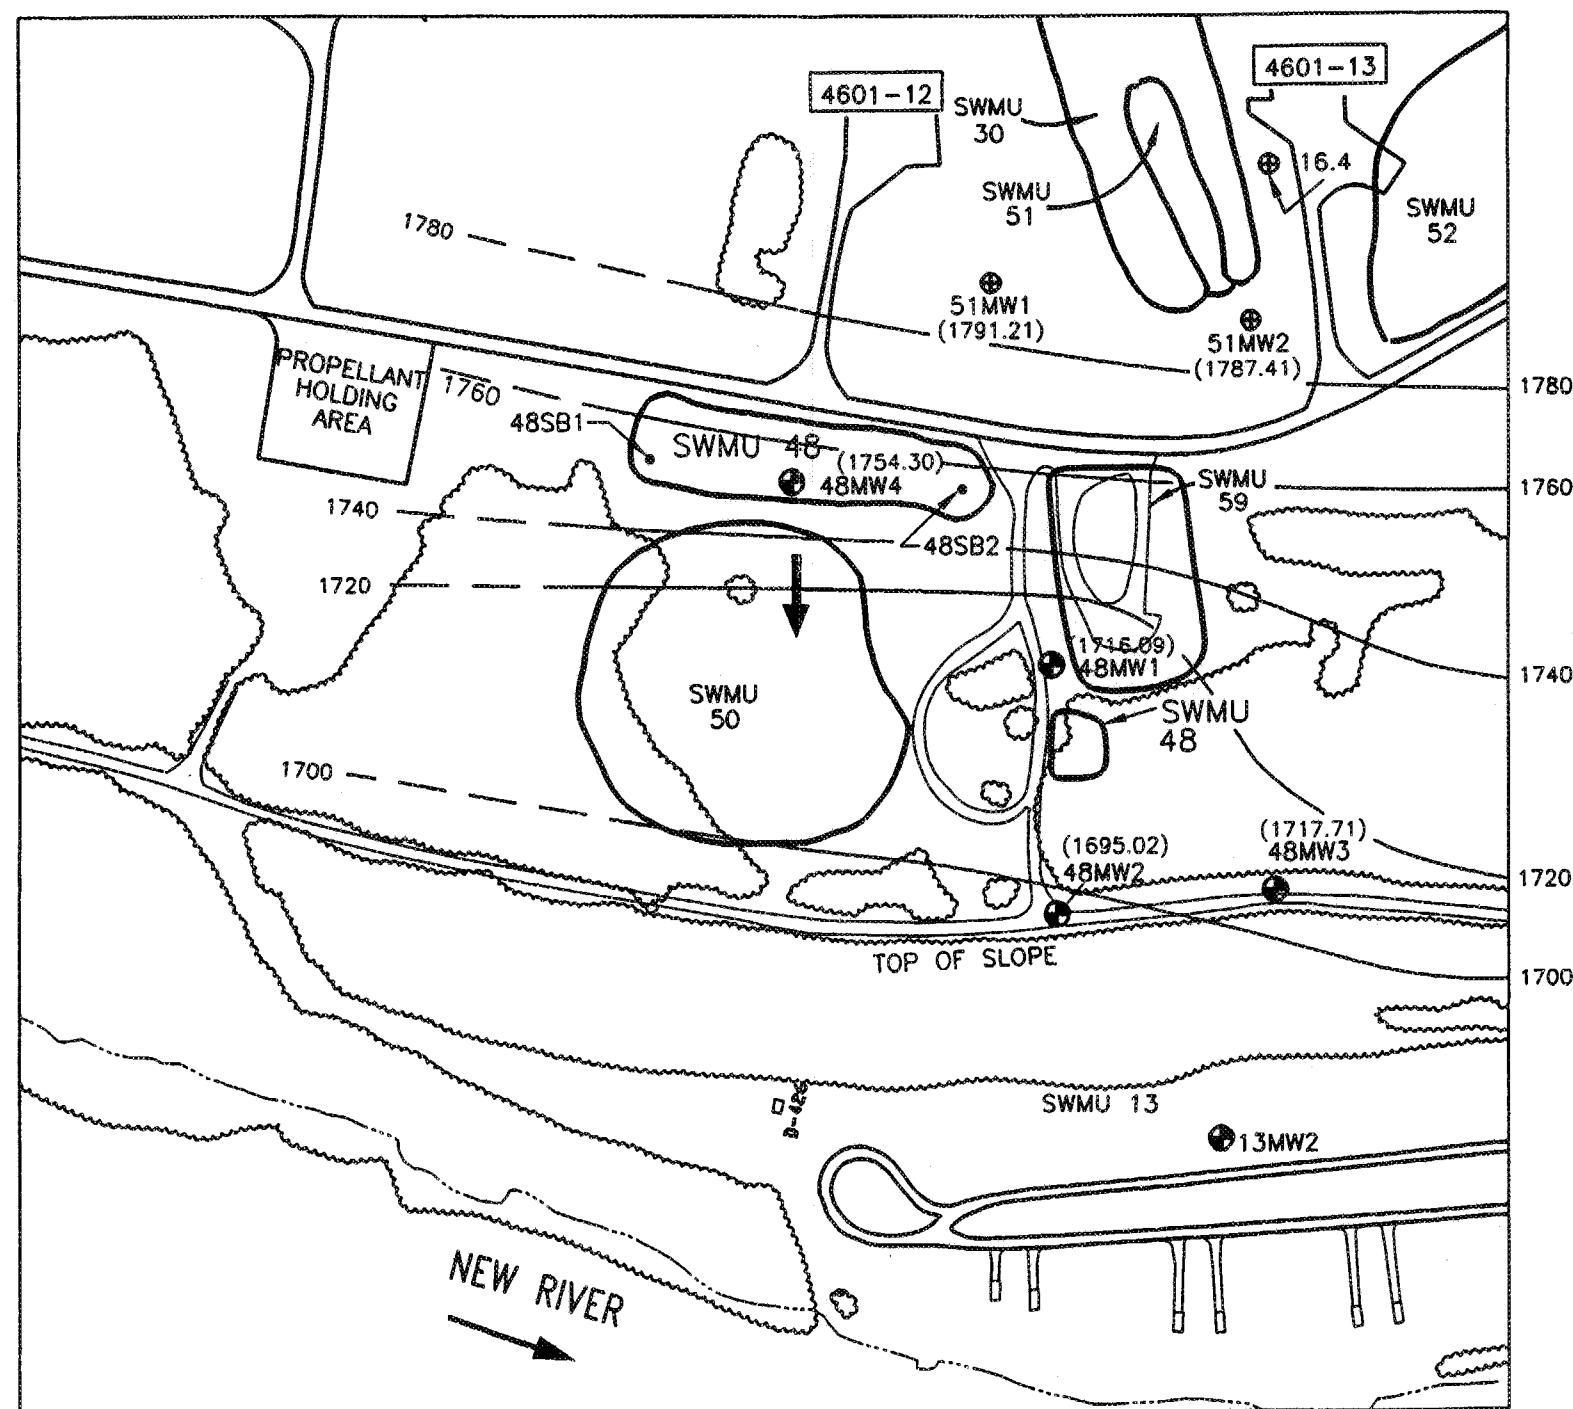 4601-13
4601-12
SWMU
30
16.4
SWMU
51
SWMU
52
1780
51MW1
(1791.21)
51MW2
(1787.41)
1780
PROPELLANT
HOLDING
AREA
1760
48SB1
SWMU 48
(1754.30)
48MW4
SWMU
59
1760
1740
48SB2
1720
(1716.09)
48MW1
1740
SWMU
50
SWMU
48
1700
(1717.71)
48MW3
(1695.02)
48MW2
1720
TOP OF SLOPE
1700
SWMU 13
13MW2
NEW RIVER